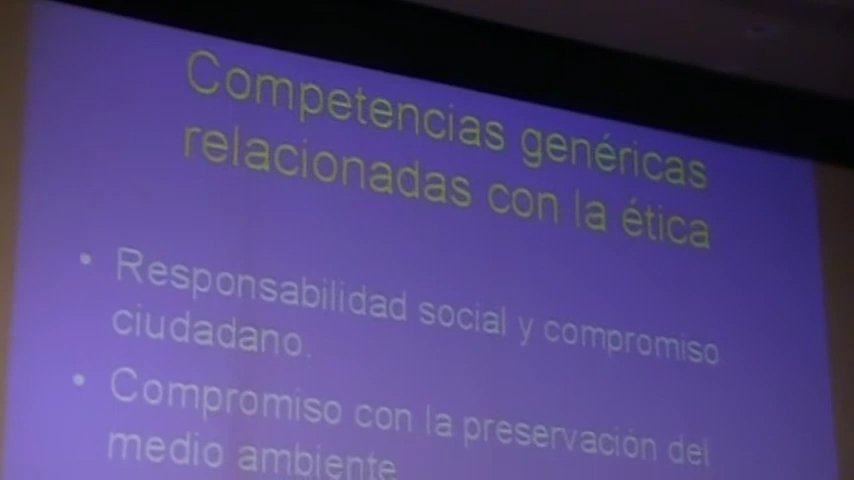 Competencias genéricas
relacionadas con la ética
• Responsabilidad social y compromiso
ciudadano.
• Compromiso con la preservación del
medio ambiente